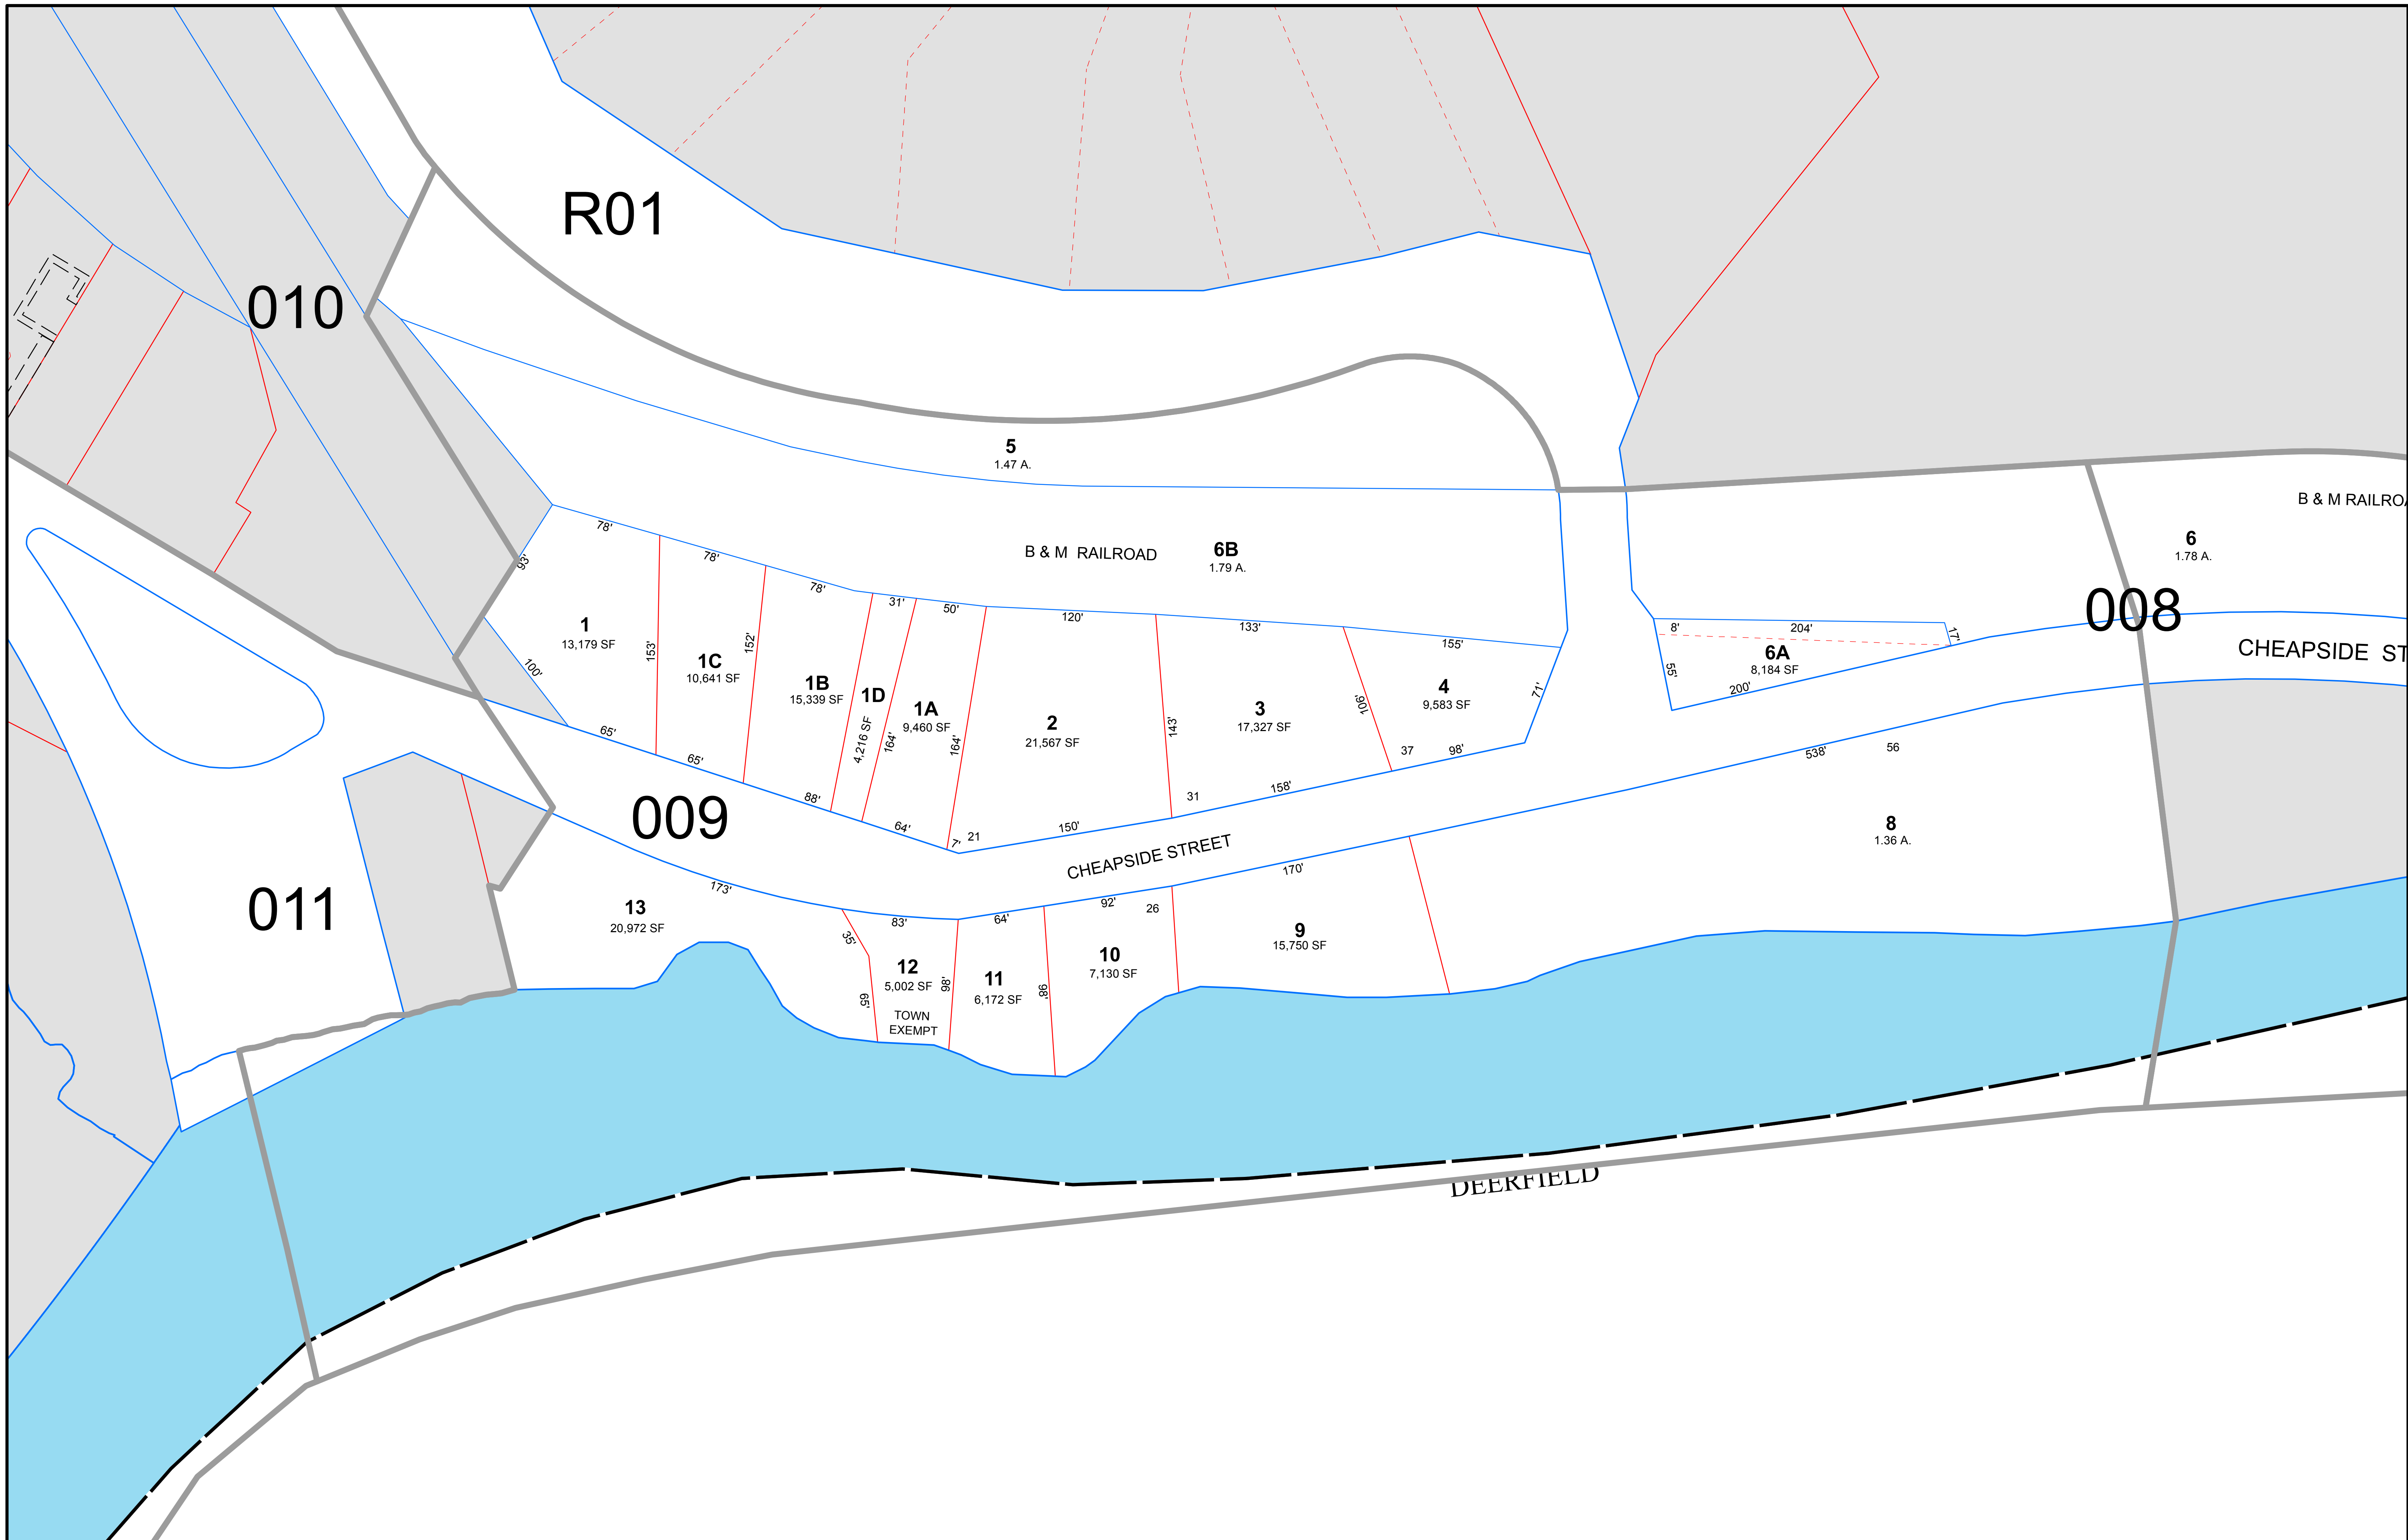 R01
010
5
1.47 A.
B & M RAILROA
6
1.78 A.
008
B & M RAILROAD
6B
1.79 A.
78'
78'
78'
31'
50'
120'
133'
155'
93'
100'
1
13,179 SF
153'
1C
10,641 SF
152'
1B
15,339 SF
1D
4,216 SF
164'
1A
9,460 SF
164'
2
21,567 SF
143'
3
17,327 SF
106'
4
9,583 SF
71'
8'
204'
17'
6A
8,184 SF
55'
200'
CHEAPSIDE ST
65'
65'
88'
64'
7'
21
150'
31
158'
37
98'
538'
56
009
CHEAPSIDE STREET
8
1.36 A.
011
173'
83'
64'
92'
26
170'
13
20,972 SF
35'
65'
12
5,002 SF
TOWN
EXEMPT
98'
11
6,172 SF
98'
10
7,130 SF
9
15,750 SF
DEERFIELD